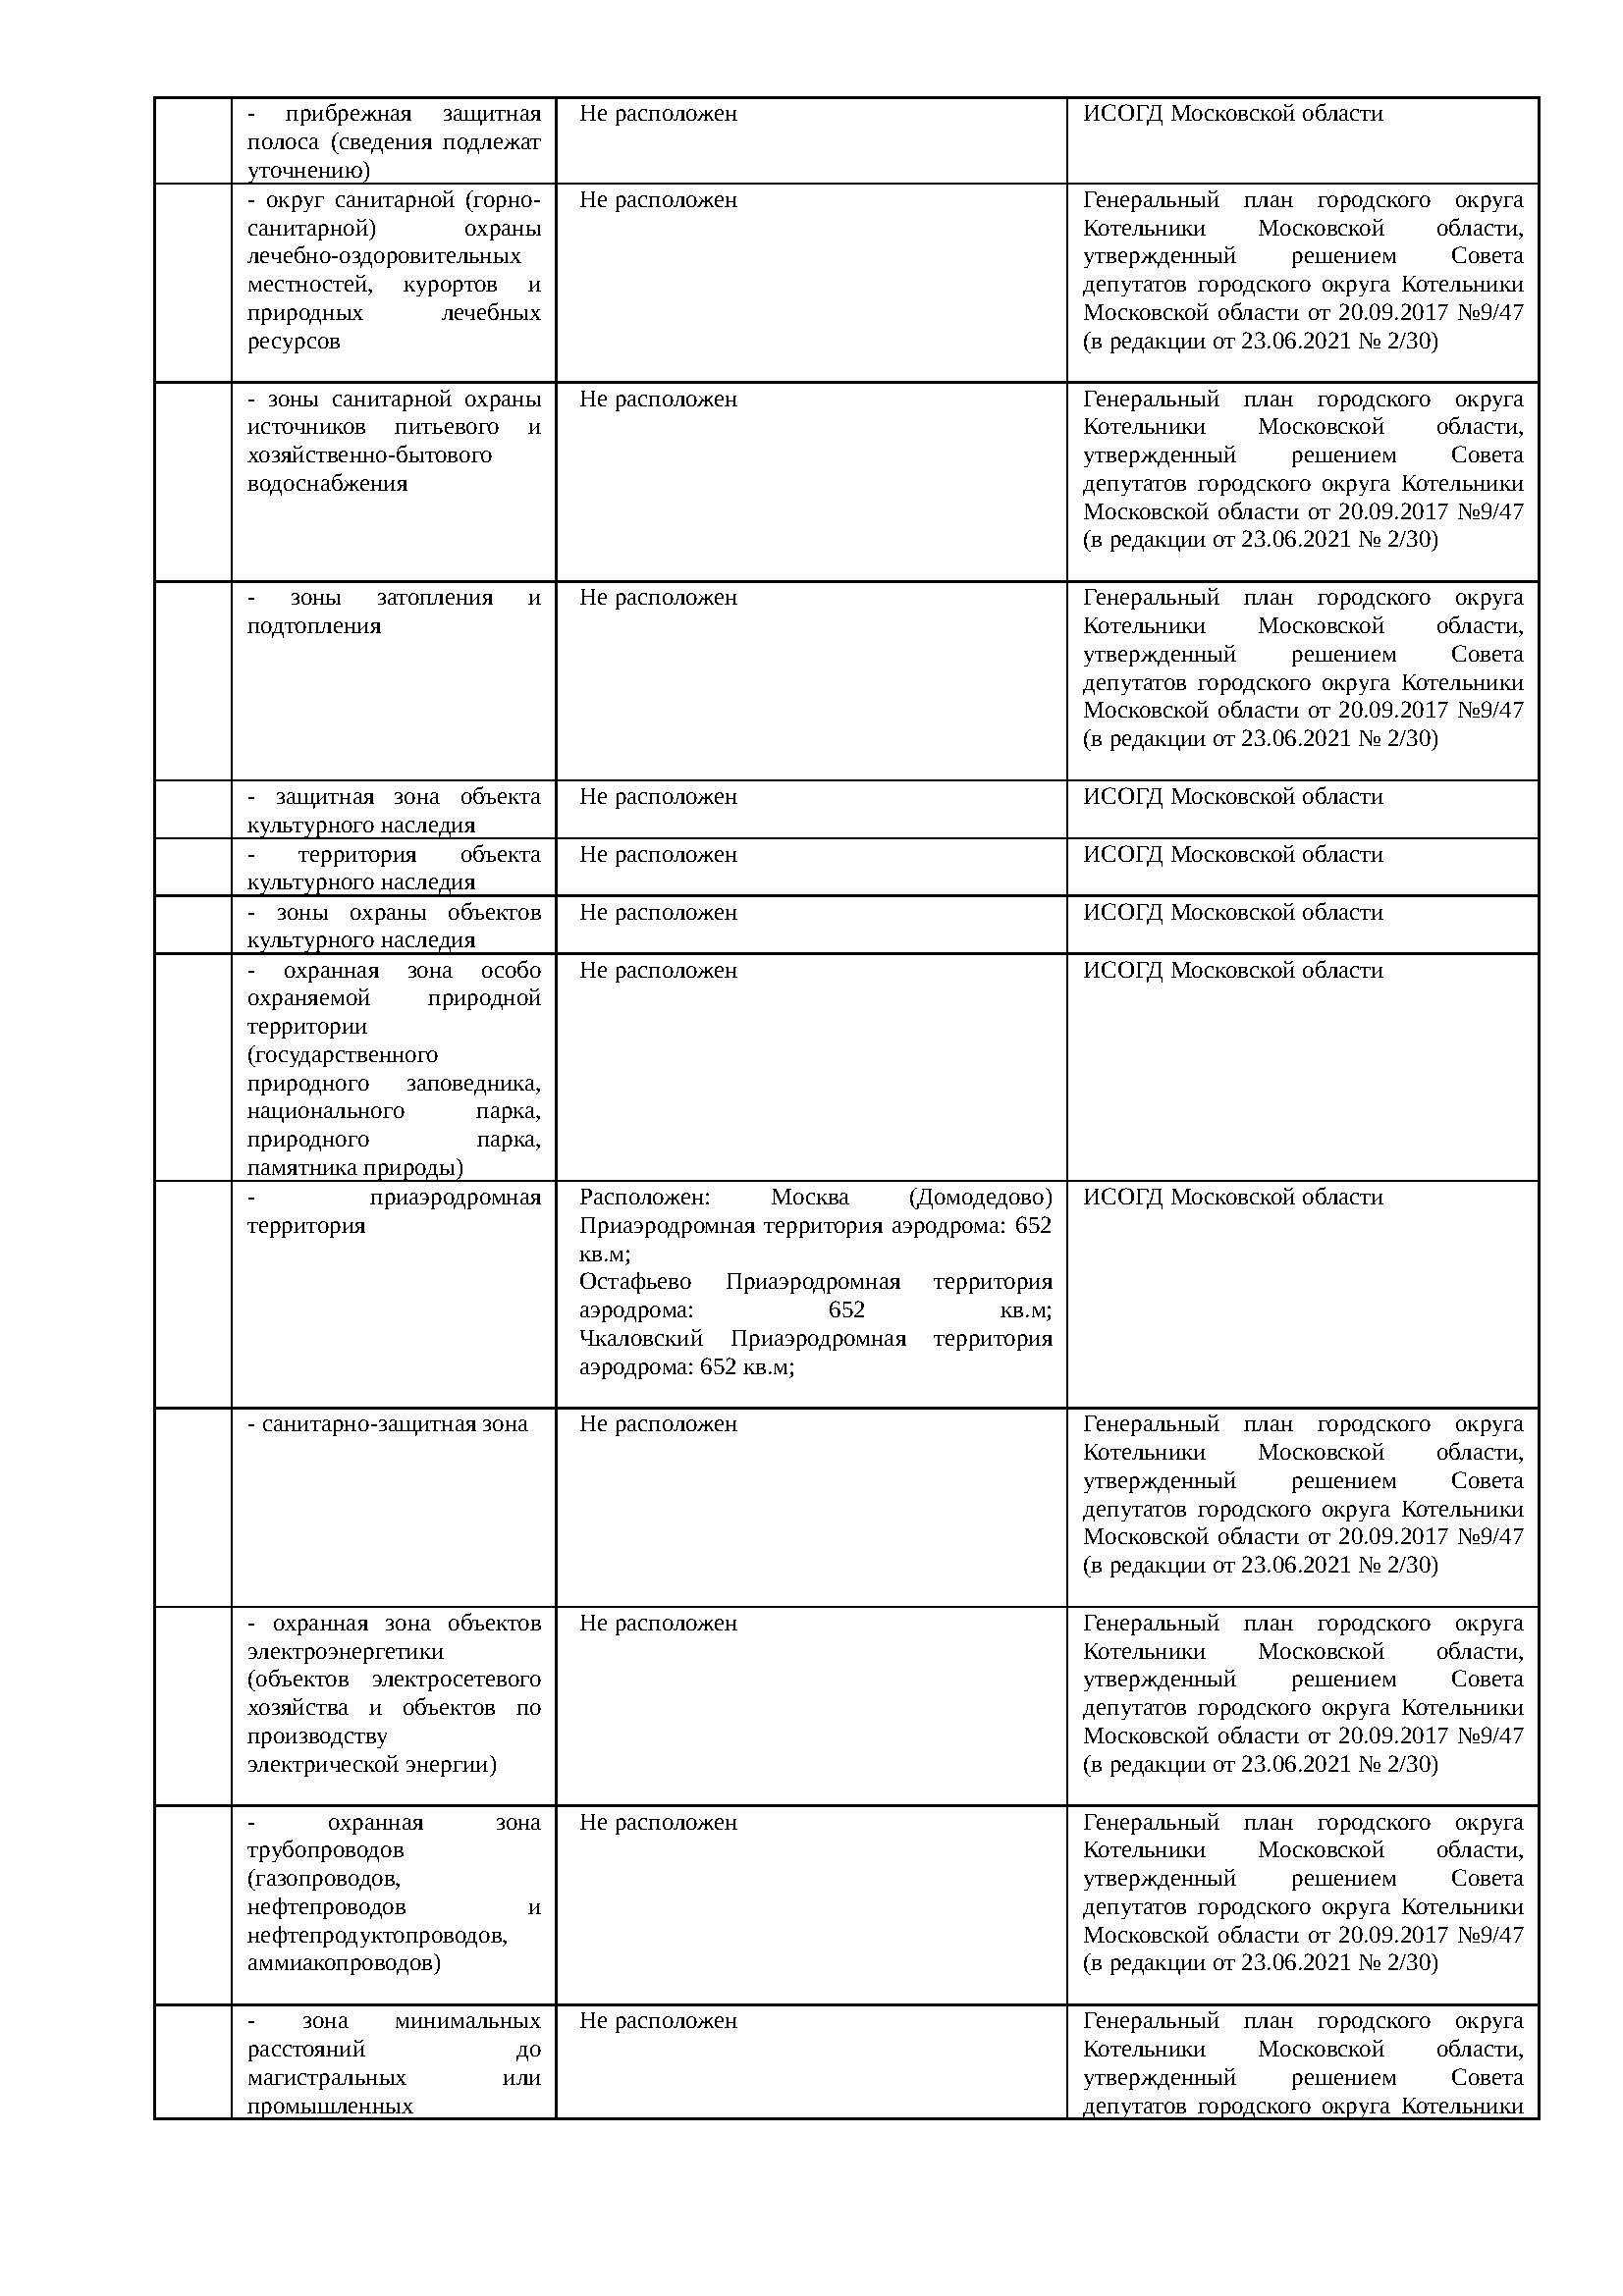 - прибрежная защитная
полоса (сведения подлежат
уточнению)
Не расположен
ИСОГД Московской области
- округ санитарной (горно-
санитарной) охраны
лечебно-оздоровительных
местностей, курортов и
природных лечебных
ресурсов
Не расположен
Генеральный план городского округа
Котельники Московской области,
утвержденный решением Совета
депутатов городского округа Котельники
Московской области от 20.09.2017 №9/47
(в редакции от 23.06.2021 № 2/30)
- зоны санитарной охраны
источников питьевого и
хозяйственно-бытового
водоснабжения
Не расположен
Генеральный план городского округа
Котельники Московской области,
утвержденный решением Совета
депутатов городского округа Котельники
Московской области от 20.09.2017 №9/47
(в редакции от 23.06.2021 № 2/30)
- зоны затопления и
подтопления
Не расположен
Генеральный план городского округа
Котельники Московской области,
утвержденный решением Совета
депутатов городского округа Котельники
Московской области от 20.09.2017 №9/47
(в редакции от 23.06.2021 № 2/30)
- защитная зона объекта
культурного наследия
Не расположен
ИСОГД Московской области
- территория объекта
культурного наследия
Не расположен
ИСОГД Московской области
- зоны охраны объектов
культурного наследия
Не расположен
ИСОГД Московской области
- охранная зона особо
охраняемой природной
территории
(государственного
природного заповедника,
национального парка,
природного парка,
памятника природы)
Не расположен
ИСОГД Московской области
- приаэродромная
территория
Расположен: Москва (Домодедово)
Приаэродромная территория аэродрома: 652
кв.м;
Остафьево Приаэродромная территория
аэродрома: 652 кв.м;
Чкаловский Приаэродромная территория
аэродрома: 652 кв.м;
ИСОГД Московской области
- санитарно-защитная зона
Не расположен
Генеральный план городского округа
Котельники Московской области,
утвержденный решением Совета
депутатов городского округа Котельники
Московской области от 20.09.2017 №9/47
(в редакции от 23.06.2021 № 2/30)
- охранная зона объектов
электроэнергетики
(объектов электросетевого
хозяйства и объектов по
производству
электрической энергии)
Не расположен
Генеральный план городского округа
Котельники Московской области,
утвержденный решением Совета
депутатов городского округа Котельники
Московской области от 20.09.2017 №9/47
(в редакции от 23.06.2021 № 2/30)
- охранная зона
трубопроводов
(газопроводов,
нефтепроводов и
нефтепродуктопроводов,
аммиакопроводов)
Не расположен
Генеральный план городского округа
Котельники Московской области,
утвержденный решением Совета
депутатов городского округа Котельники
Московской области от 20.09.2017 №9/47
(в редакции от 23.06.2021 № 2/30)
- зона минимальных
расстояний до
магистральных или
промышленных
Не расположен
Генеральный план городского округа
Котельники Московской области,
утвержденный решением Совета
депутатов городского округа Котельники